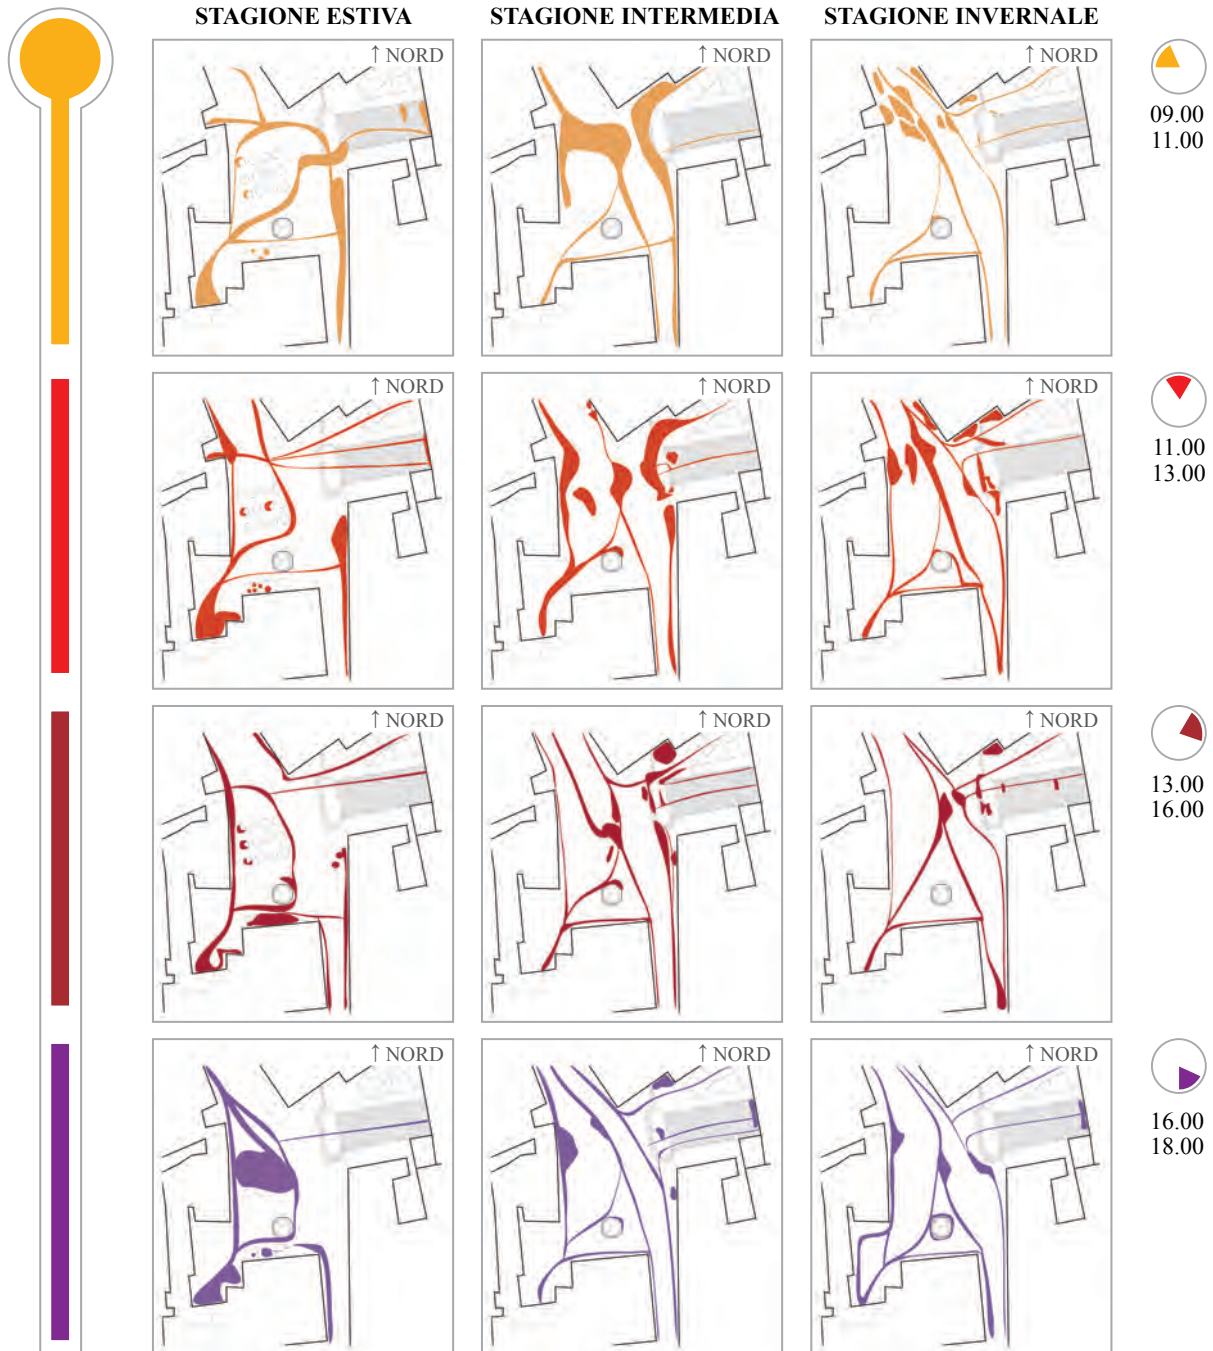 STAGIONE ESTIVA STAGIONE INTERMEDIA STAGIONE INVERNALE
↑ NORD ↑ NORD ↑ NORD
09.00
11.00
↑ NORD ↑ NORD ↑ NORD
11.00
13.00
↑ NORD ↑ NORD ↑ NORD
13.00
16.00
↑ NORD ↑ NORD ↑ NORD
16.00
18.00